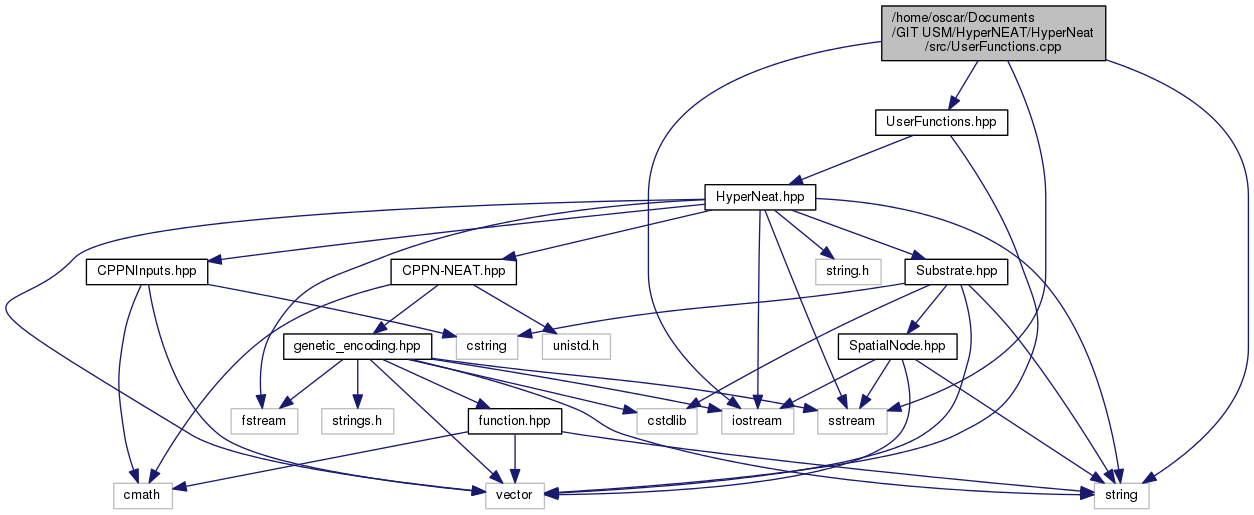 /home/oscar/Documents
/GIT USM/HyperNEAT/HyperNeat
/src/UserFunctions.cpp
UserFunctions.hpp
HyperNeat.hpp
CPPNInputs.hpp
CPPN-NEAT.hpp
string.h
Substrate.hpp
genetic_encoding.hpp
cstring
unistd.h
SpatialNode.hpp
fstream
strings.h
function.hpp
cstdlib
iostream
sstream
cmath
vector
string